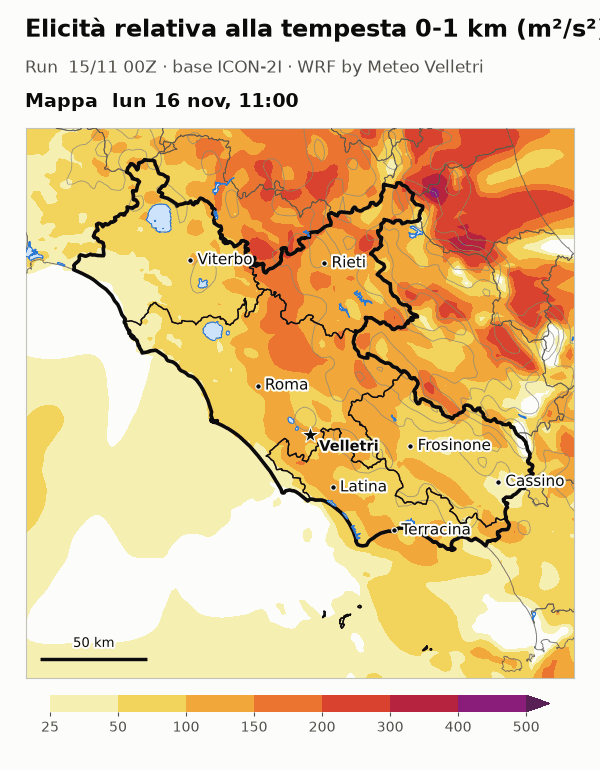 Elicità relativa alla tempesta 0-1 km (m²/s²)
Run  15/11 00Z · base ICON-2I · WRF by Meteo Velletri
Mappa  lun 16 nov, 11:00
Viterbo
Rieti
Roma
Velletri
Frosinone
Cassino
Latina
Terracina
50 km
25 50 100 150 200 300 400 500